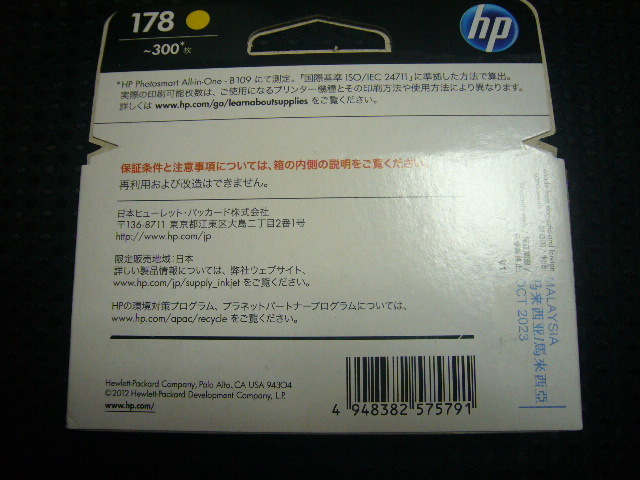 178
~300*枚
hp
*HP Photosmart All-in-One - B109 にて測定。「国際基準 ISO/IEC 24711」に準拠した方法で算出。
実際の印刷可能枚数は、ご使用になるプリンター機種とその印刷方法や使用方法により異なります。
詳しくは www.hp.com/go/learnaboutsupplies をご覧ください。
保証条件と注意事項については、箱の内側の説明をご覧ください。
再利用および改造はできません。
日本ヒューレット・パッカード株式会社
〒136-8711 東京都江東区大島二丁目2番1号
http://www.hp.com/jp
限定販売地域:日本
詳しい製品情報については、弊社ウェブサイト、
www.hp.com/jp/supply_inkjet をご覧ください。
HPの環境対策プログラム、プラネットパートナープログラムについては、
www.hp.com/apac/recycle をご覧ください。
Hewlett-Packard Company, Palo Alto, CA USA 94304
©2012 Hewlett-Packard Development Company, L.P.
www.hp.com/
4 948382 575791
MALAYSIA
马来西亚/馬來西亞
OCT 2023